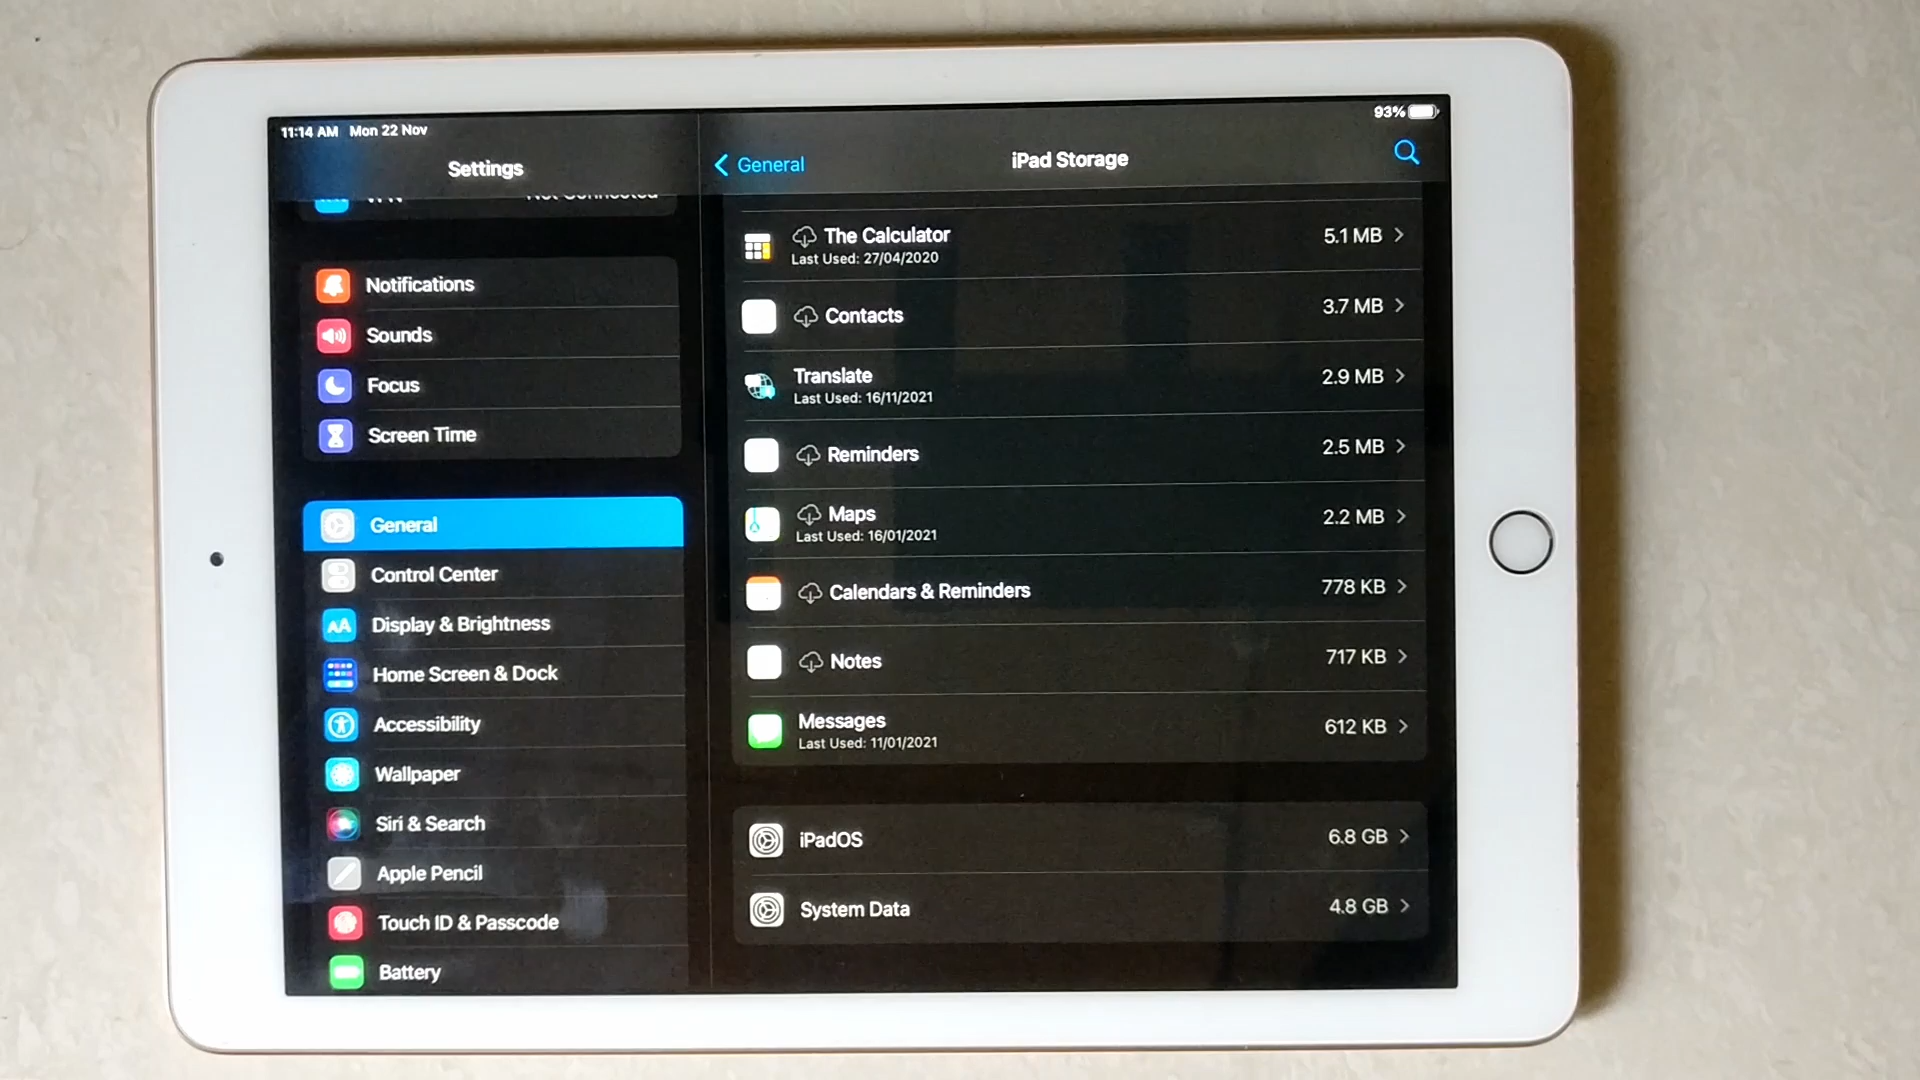 11:14 AM Mon 22 Nov
93%
Settings
VPN Not Connected
Notifications
Sounds
Focus
Screen Time
General
Control Center
AA Display & Brightness
Home Screen & Dock
Accessibility
Wallpaper
Siri & Search
Apple Pencil
Touch ID & Passcode
Battery
General
iPad Storage
The Calculator 5.1 MB
Last Used: 27/04/2020
Contacts 3.7 MB
Translate 2.9 MB
Last Used: 16/11/2021
Reminders 2.5 MB
Maps 2.2 MB
Last Used: 16/01/2021
Calendars & Reminders 778 KB
Notes 717 KB
Messages 612 KB
Last Used: 11/01/2021
iPadOS 6.8 GB
System Data 4.8 GB